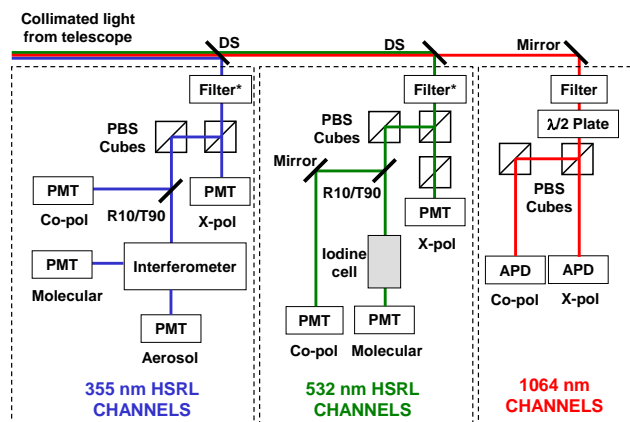 Collimated light
from telescope
DS
DS
Mirror
Filter*
Filter*
Filter
λ/2 Plate
PBS
Cubes
PBS
Cubes
PBS
Cubes
Mirror
PMT
Co-pol
R10/T90
PMT
X-pol
R10/T90
PMT
X-pol
PMT
Molecular
Interferometer
Iodine
cell
APD
Co-pol
APD
X-pol
PMT
Aerosol
PMT
Co-pol
PMT
Molecular
355 nm HSRL
CHANNELS
532 nm HSRL
CHANNELS
1064 nm
CHANNELS